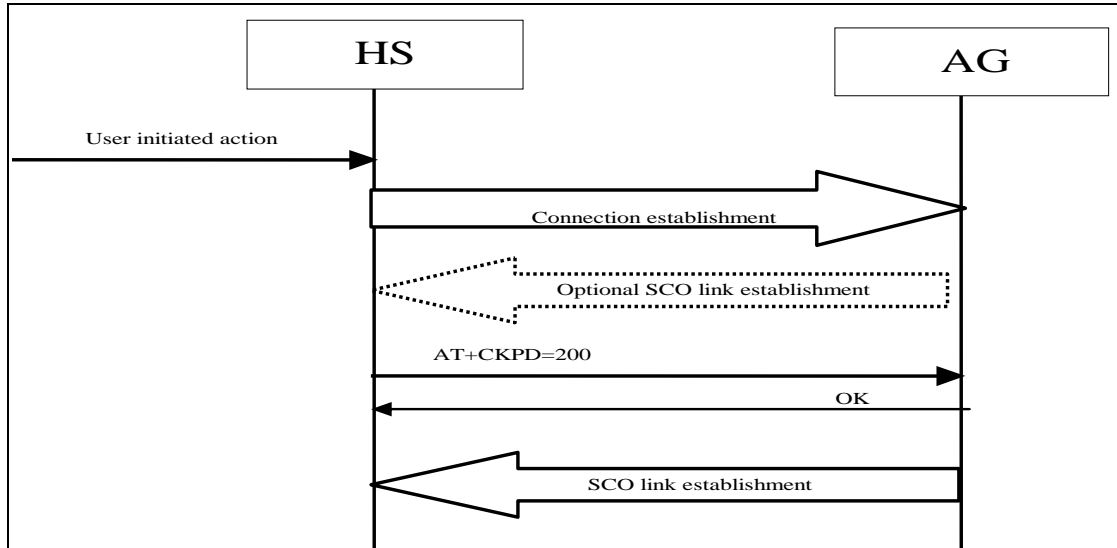 HS
AG
User initiated action
Connection establishment
Optional SCO link establishment
AT+CKPD=200
OK
SCO link establishment